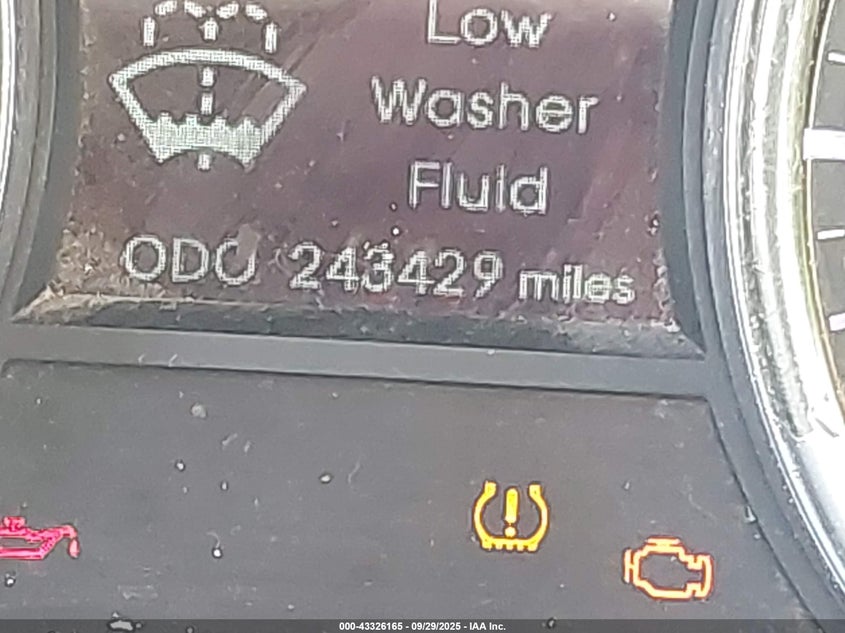 Low
Washer
Fluid
ODO 243429 miles
000-43326165 - 09/29/2025 - IAA Inc.